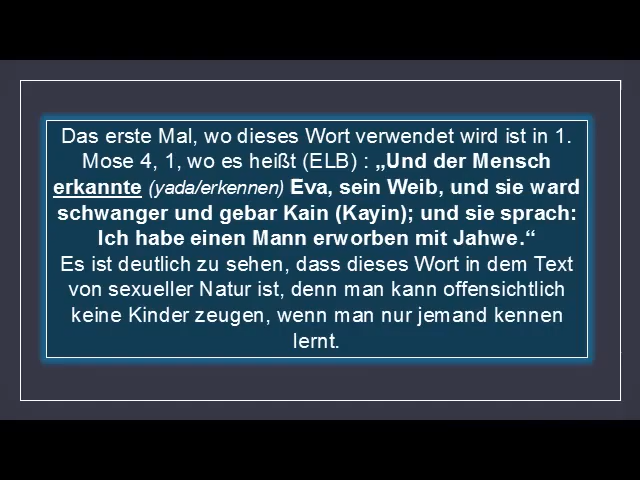 Das erste Mal, wo dieses Wort verwendet wird ist in 1.
Mose 4, 1, wo es heißt (ELB) : „Und der Mensch
erkannte (yada/erkennen) Eva, sein Weib, und sie ward
schwanger und gebar Kain (Kayin); und sie sprach:
Ich habe einen Mann erworben mit Jahwe.“
Es ist deutlich zu sehen, dass dieses Wort in dem Text
von sexueller Natur ist, denn man kann offensichtlich
keine Kinder zeugen, wenn man nur jemand kennen
lernt.